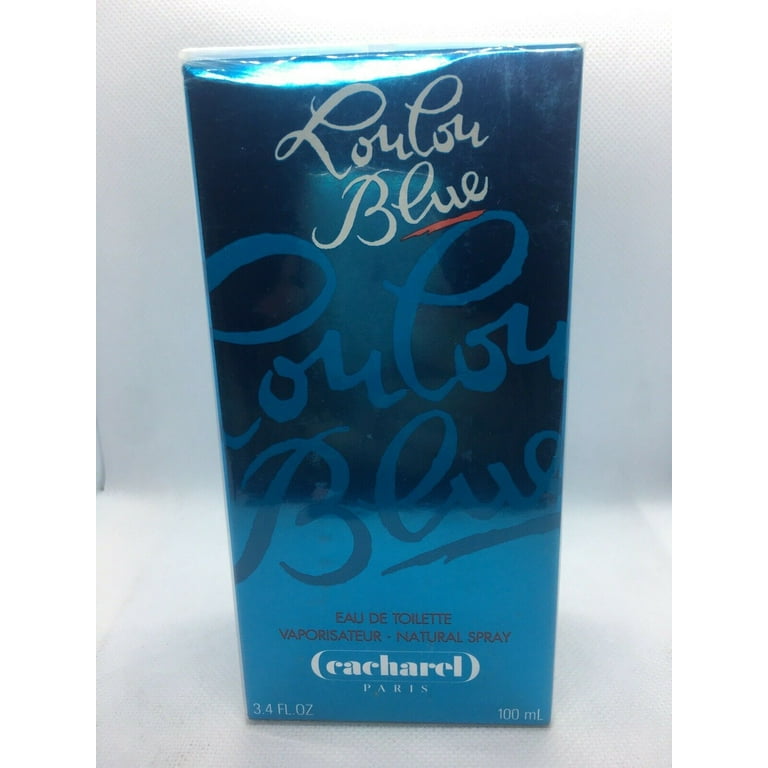 Loulou
Blue
Loulou
Blue
EAU DE TOILETTE
VAPORISATEUR - NATURAL SPRAY
(cacharel)
PARIS
3.4 FL.OZ 100 mL